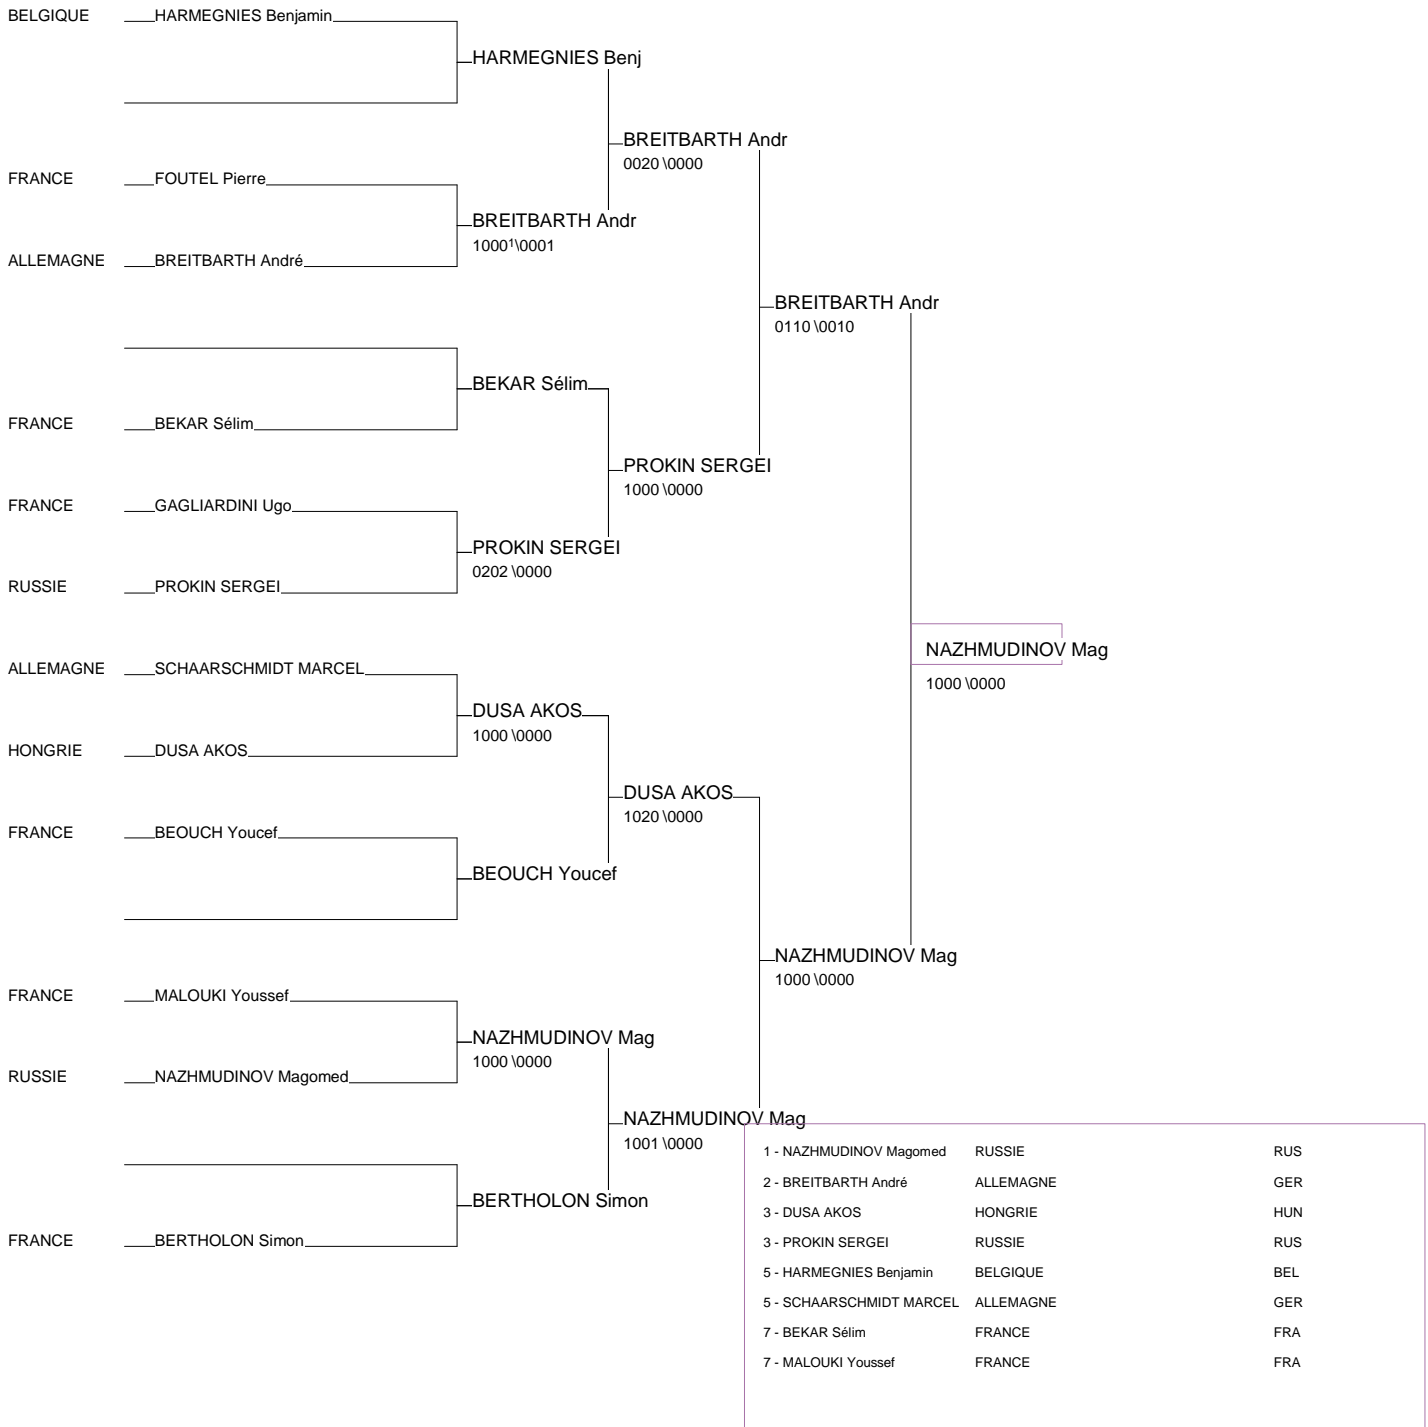 BELGIQUE HARMEGNIES Benjamin
HARMEGNIES Benj
BREITBARTH Andr
0020 \0000
FRANCE FOUTEL Pierre
BREITBARTH Andr
1000¹\0001
ALLEMAGNE BREITBARTH André
BREITBARTH Andr
0110 \0010
BEKAR Sélim
FRANCE BEKAR Sélim
PROKIN SERGEI
1000 \0000
FRANCE GAGLIARDINI Ugo
PROKIN SERGEI
0202 \0000
RUSSIE PROKIN SERGEI
NAZHMUDINOV Mag
1000 \0000
ALLEMAGNE SCHAARSCHMIDT MARCEL
DUSA AKOS
1000 \0000
HONGRIE DUSA AKOS
DUSA AKOS
1020 \0000
FRANCE BEOUCH Youcef
BEOUCH Youcef
NAZHMUDINOV Mag
1000 \0000
FRANCE MALOUKI Youssef
NAZHMUDINOV Mag
1000 \0000
RUSSIE NAZHMUDINOV Magomed
NAZHMUDINOV Mag
1001 \0000
BERTHOLON Simon
FRANCE BERTHOLON Simon
1 - NAZHMUDINOV Magomed RUSSIE RUS
2 - BREITBARTH André ALLEMAGNE GER
3 - DUSA AKOS HONGRIE HUN
3 - PROKIN SERGEI RUSSIE RUS
5 - HARMEGNIES Benjamin BELGIQUE BEL
5 - SCHAARSCHMIDT MARCEL ALLEMAGNE GER
7 - BEKAR Sélim FRANCE FRA
7 - MALOUKI Youssef FRANCE FRA